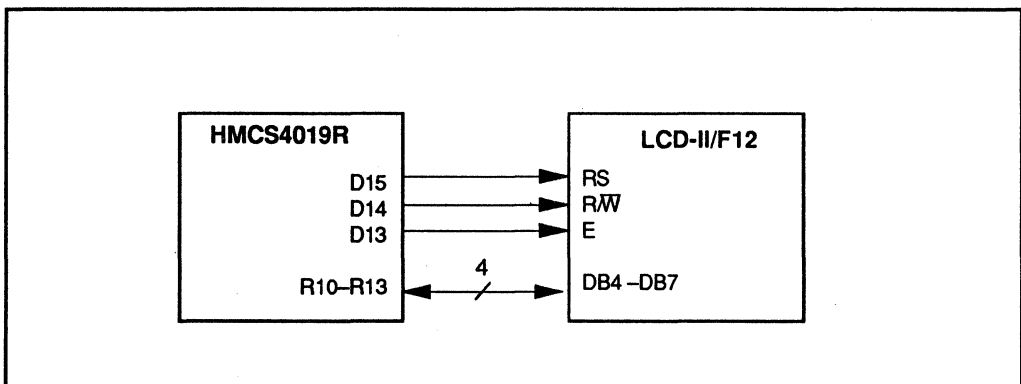 HMCS4019R
LCD-II/F12
D15
RS
D14
R/W̅
D13
E
4
R10–R13
DB4–DB7